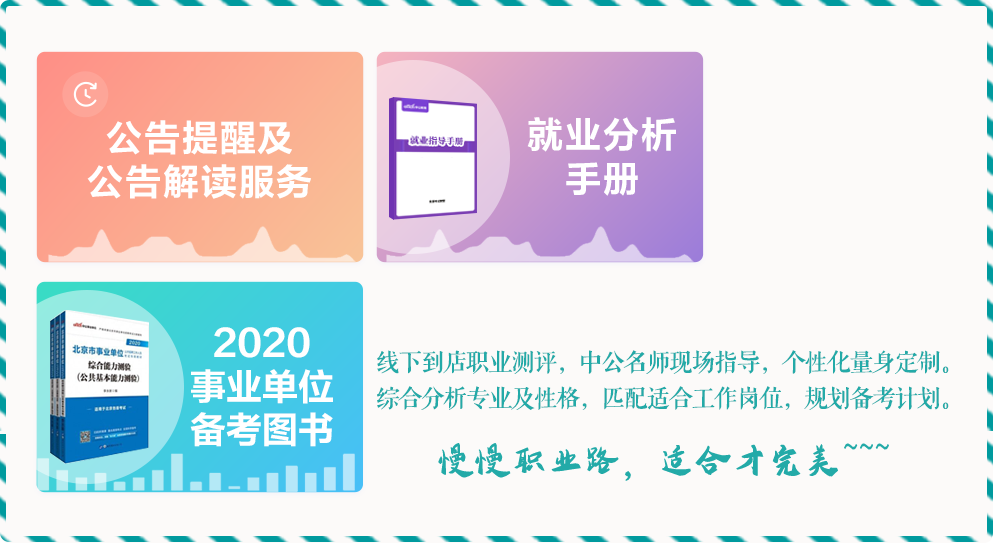 公告提醒及
公告解读服务
就业指导手册
就业分析
手册
2020
北京市事业单位
综合能力测验
(公共基本能力测验)
2020
事业单位
备考图书
线下到店职业测评，中公名师现场指导，个性化量身定制。
综合分析专业及性格，匹配适合工作岗位，规划备考计划。
慢慢职业路，适合才完美~~~